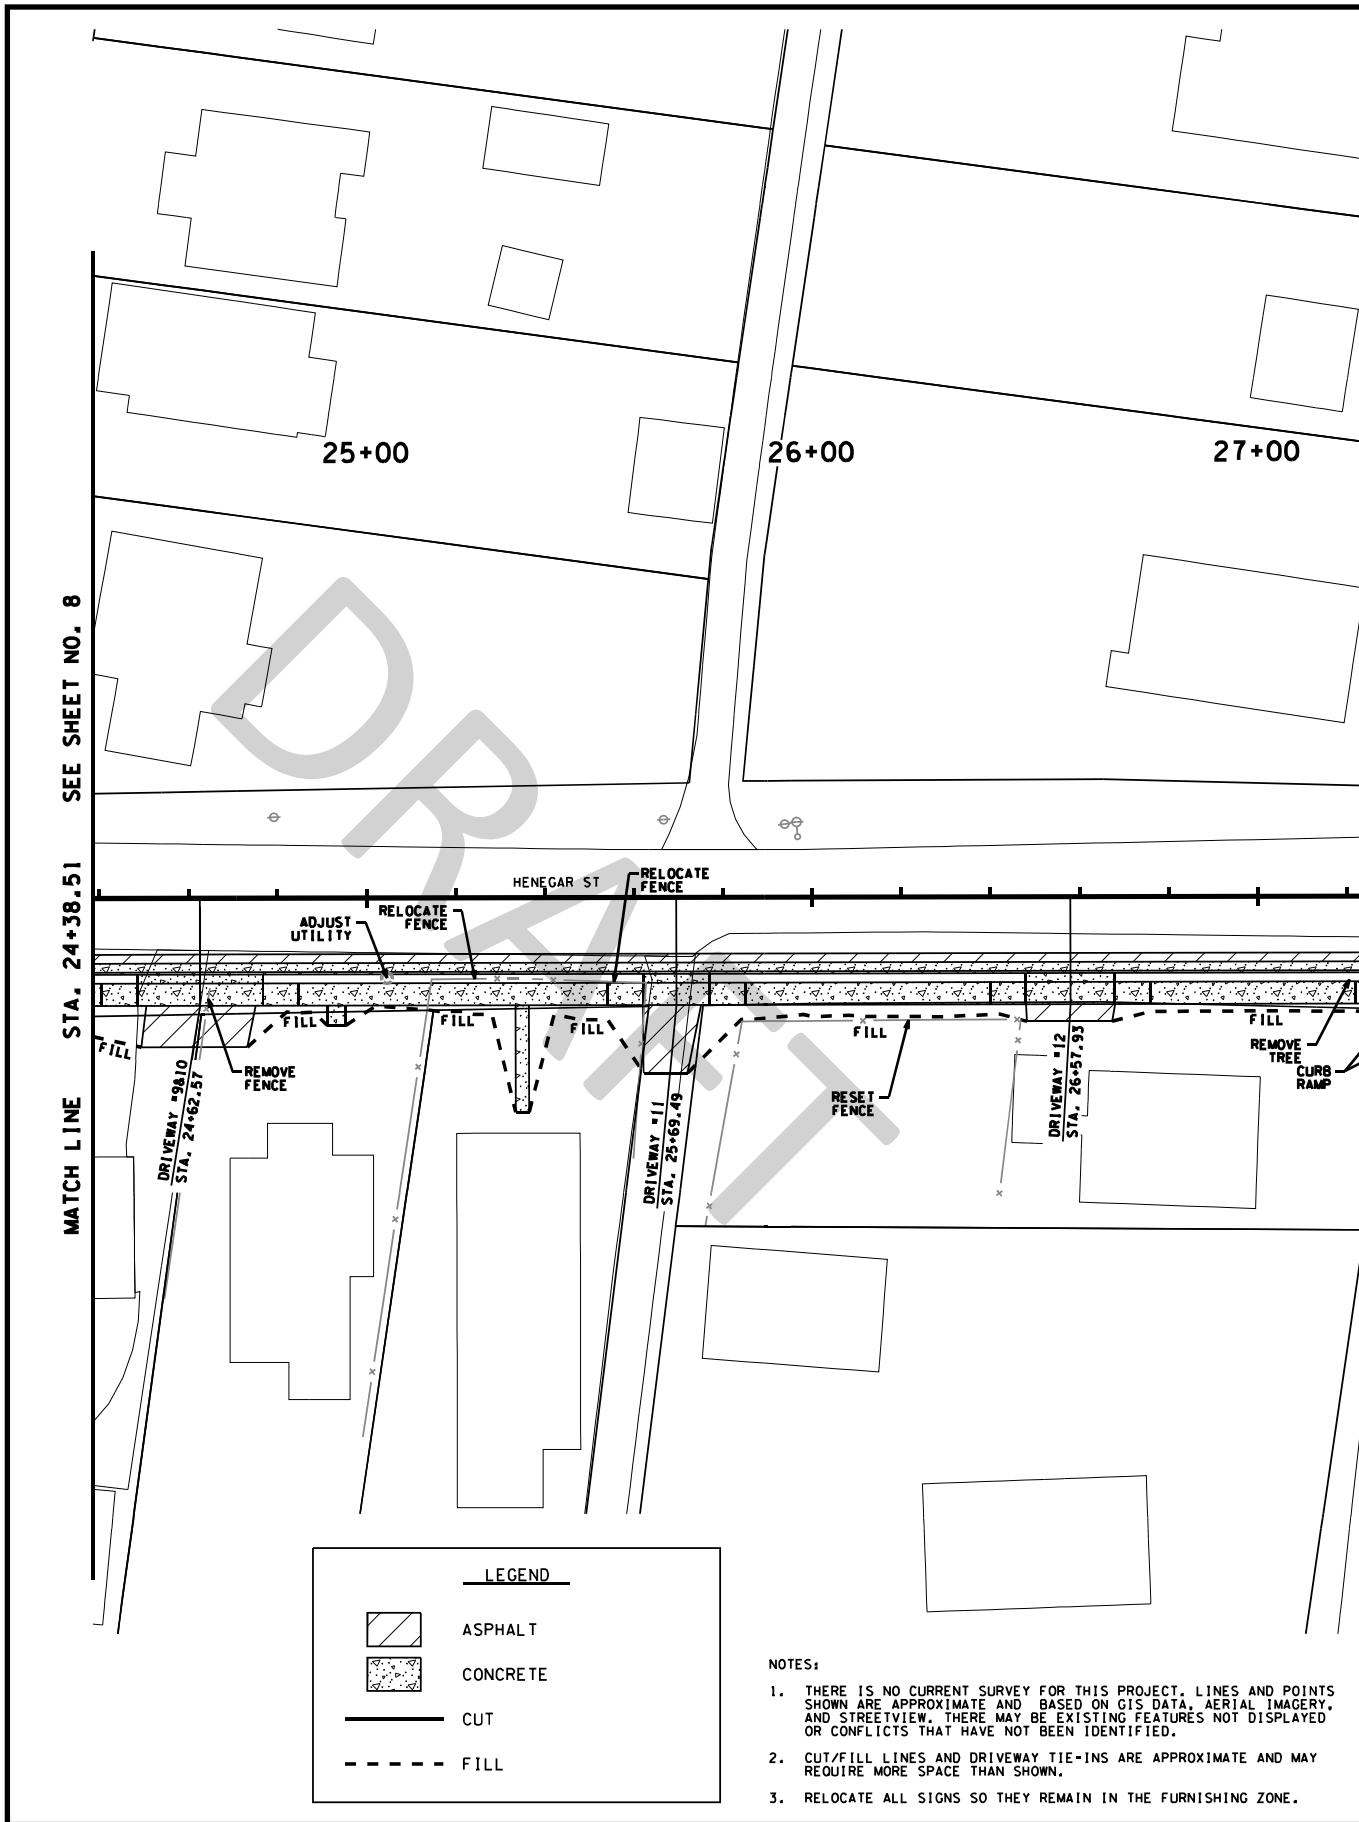 25+00
26+00
27+00
MATCH LINE STA. 24+38.51 SEE SHEET NO. 8
DRAFT
HENEGAR ST
RELOCATE
FENCE
RELOCATE
FENCE
ADJUST
UTILITY
FILL
FILL
FILL
FILL
FILL
FILL
REMOVE
FENCE
DRIVEWAY #9&10
STA. 24+62.57
DRIVEWAY #11
STA. 25+69.49
RESET
FENCE
DRIVEWAY #12
STA. 26+57.93
REMOVE
TREE
CURB
RAMP
LEGEND
ASPHALT
CONCRETE
CUT
FILL
NOTES:
1. THERE IS NO CURRENT SURVEY FOR THIS PROJECT. LINES AND POINTS
SHOWN ARE APPROXIMATE AND BASED ON GIS DATA, AERIAL IMAGERY,
AND STREETVIEW. THERE MAY BE EXISTING FEATURES NOT DISPLAYED
OR CONFLICTS THAT HAVE NOT BEEN IDENTIFIED.
2. CUT/FILL LINES AND DRIVEWAY TIE-INS ARE APPROXIMATE AND MAY
REQUIRE MORE SPACE THAN SHOWN.
3. RELOCATE ALL SIGNS SO THEY REMAIN IN THE FURNISHING ZONE.